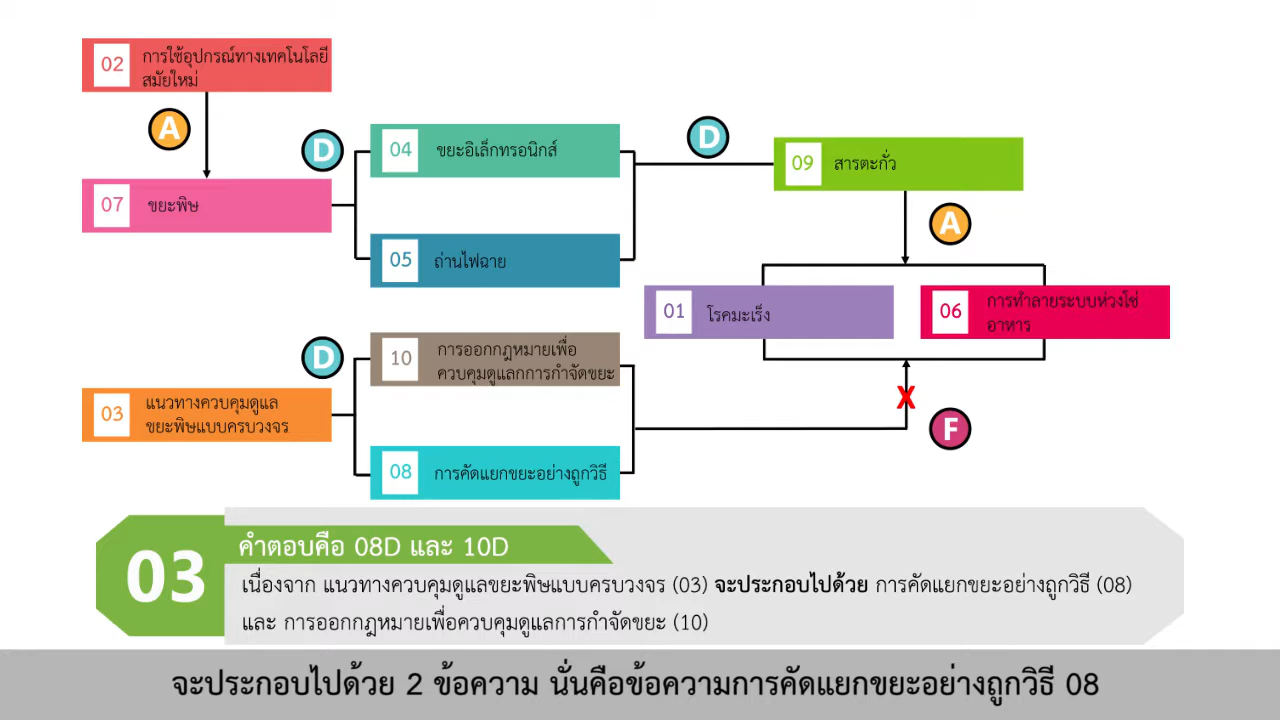 02 การใช้อุปกรณ์ทางเทคโนโลยี
สมัยใหม่
A
07 ขยะพิษ
D
04 ขยะอิเล็กทรอนิกส์
05 ถ่านไฟฉาย
D
09 สารตะกั่ว
A
01 โรคมะเร็ง
06 การทำลายระบบห่วงโซ่
อาหาร
D
10 การออกกฎหมายเพื่อ
ควบคุมดูแลกการกำจัดขยะ
03 แนวทางควบคุมดูแล
ขยะพิษแบบครบวงจร
08 การคัดแยกขยะอย่างถูกวิธี
X
F
03
คำตอบคือ 08D และ 10D
เนื่องจาก แนวทางควบคุมดูแลขยะพิษแบบครบวงจร (03) จะประกอบไปด้วย การคัดแยกขยะอย่างถูกวิธี (08)
และ การออกกฎหมายเพื่อควบคุมดูแลการกำจัดขยะ (10)
จะประกอบไปด้วย 2 ข้อความ นั่นคือข้อความการคัดแยกขยะอย่างถูกวิธี 08